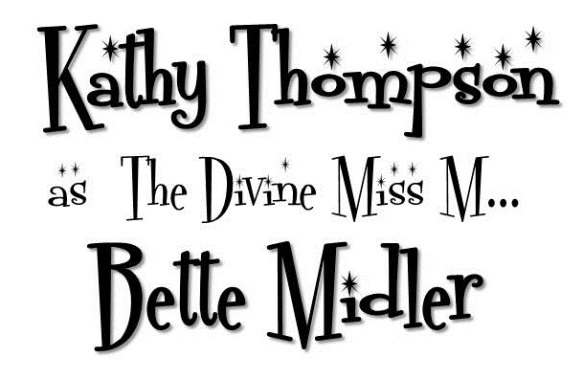 Kathy Thompson
as The Divine Miss M...
Bette Midler